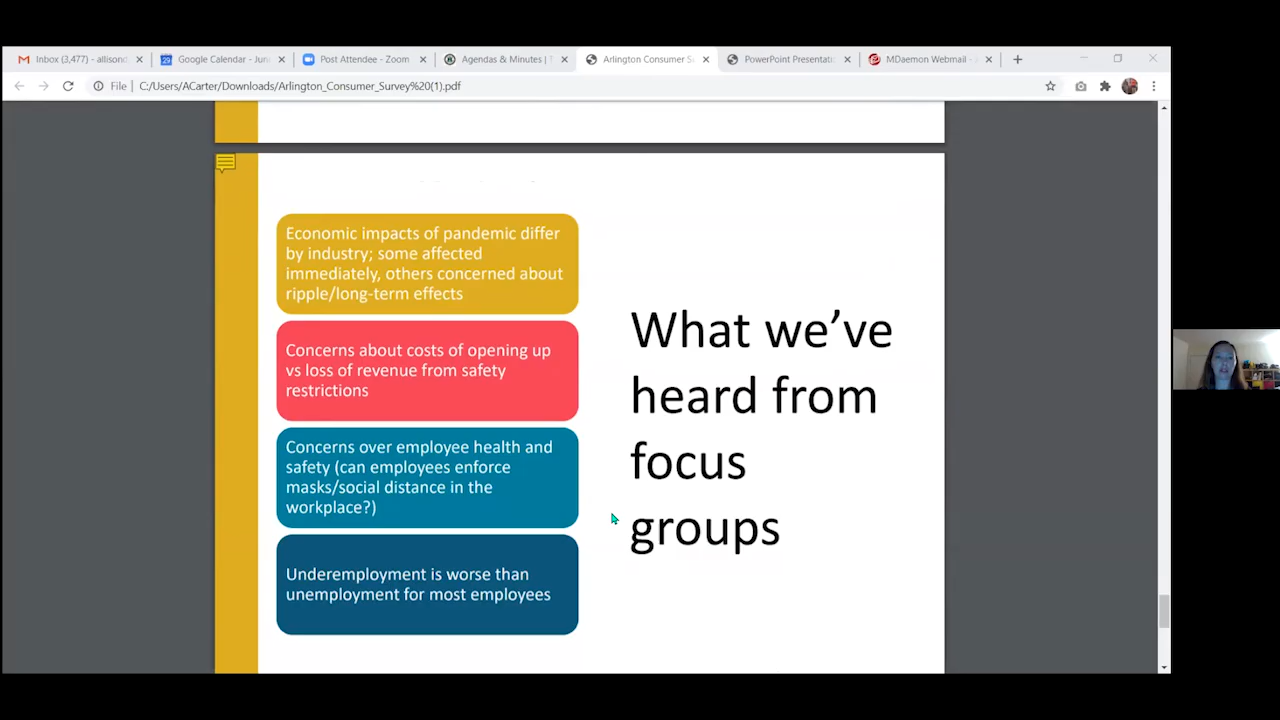 Inbox (3,477) - allisond
Google Calendar - June
Post Attendee - Zoom
Agendas & Minutes | T
Arlington Consumer S
PowerPoint Presentatio
MDaemon Webmail -
File
C:/Users/ACarter/Downloads/Arlington_Consumer_Survey%20(1).pdf
Economic impacts of pandemic differ
by industry; some affected
immediately, others concerned about
ripple/long-term effects
Concerns about costs of opening up
vs loss of revenue from safety
restrictions
Concerns over employee health and
safety (can employees enforce
masks/social distance in the
workplace?)
Underemployment is worse than
unemployment for most employees
What we’ve
heard from
focus
groups